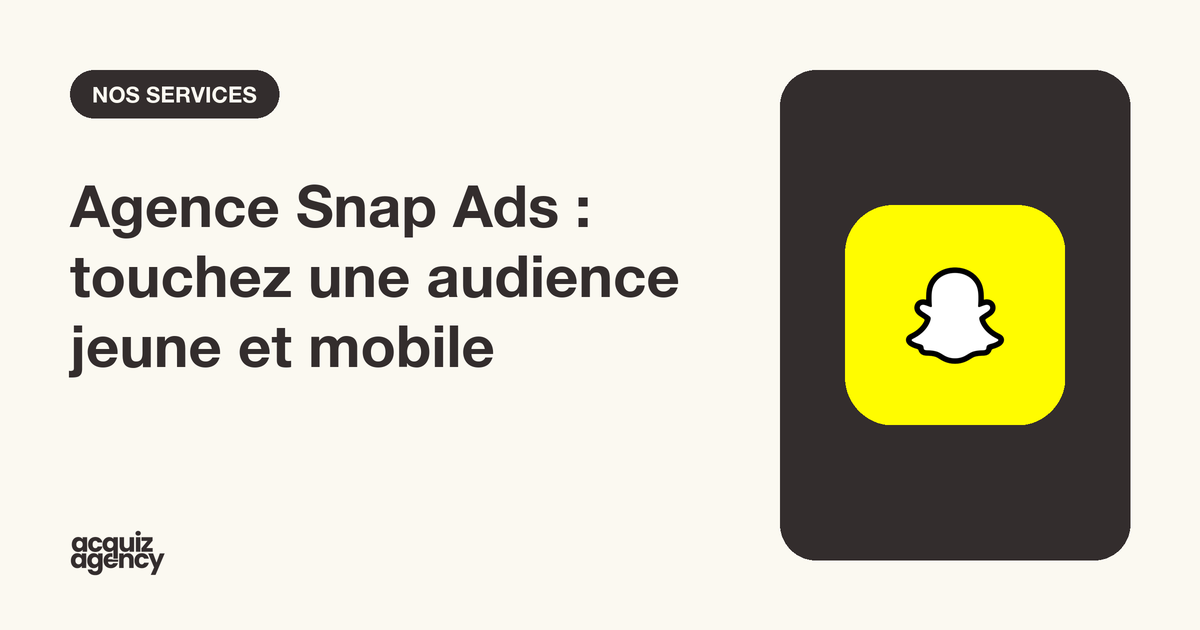 NOS SERVICES
Agence Snap Ads :
touchez une audience
jeune et mobile
acquiz
agency